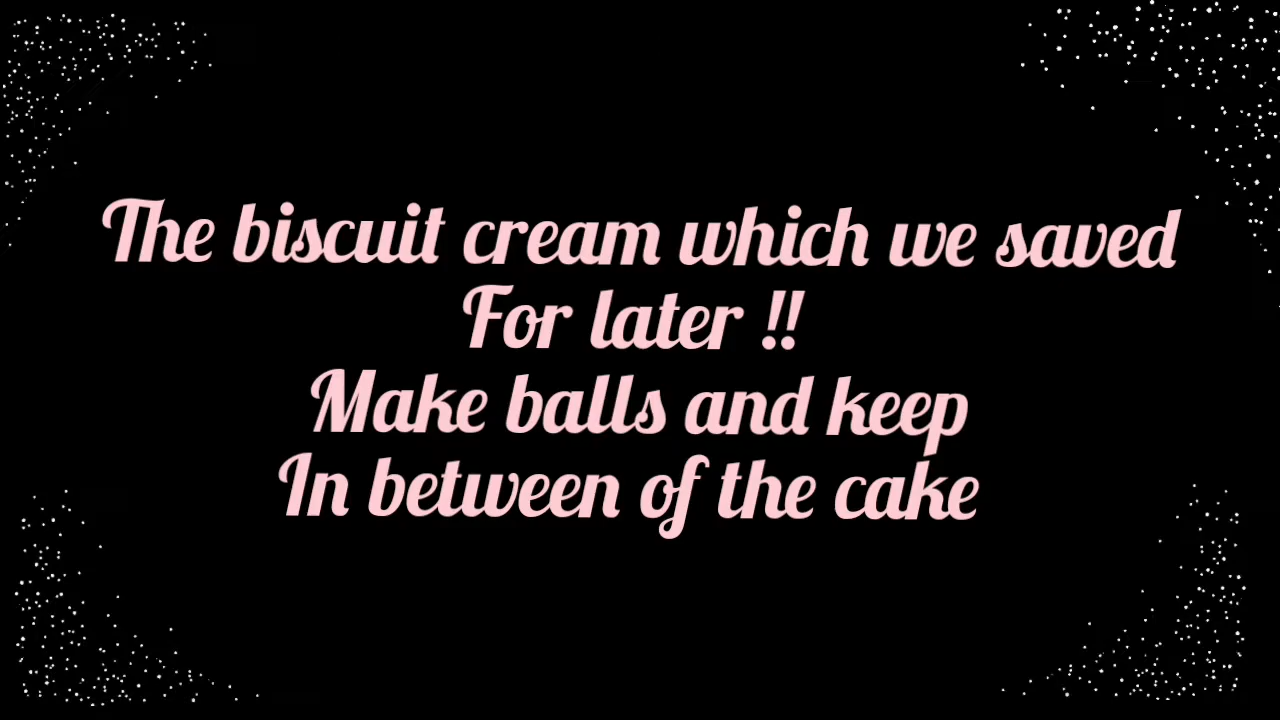 The biscuit cream which we saved
For later !!
Make balls and keep
In between of the cake